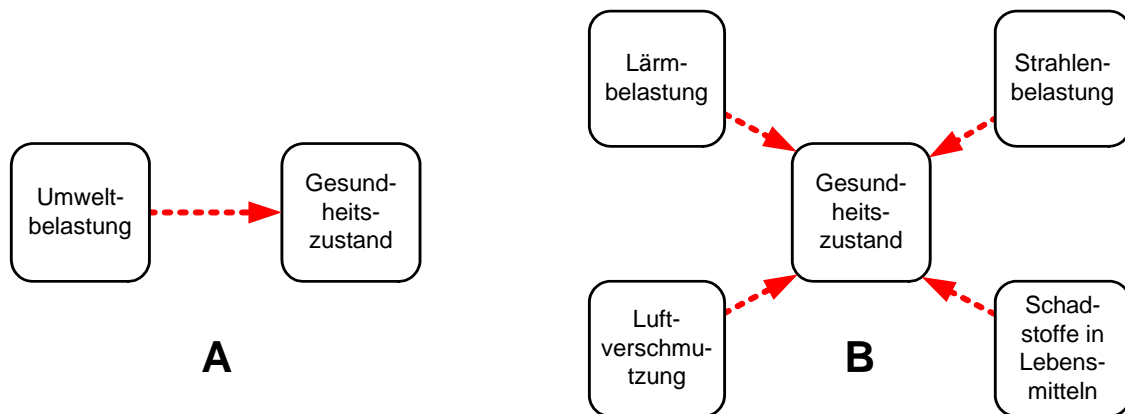 Umwelt-
belastung
Gesund-
heits-
zustand
A
Lärm-
belastung
Strahlen-
belastung
Gesund-
heits-
zustand
Luft-
verschmu-
tzung
Schad-
stoffe in
Lebens-
mitteln
B